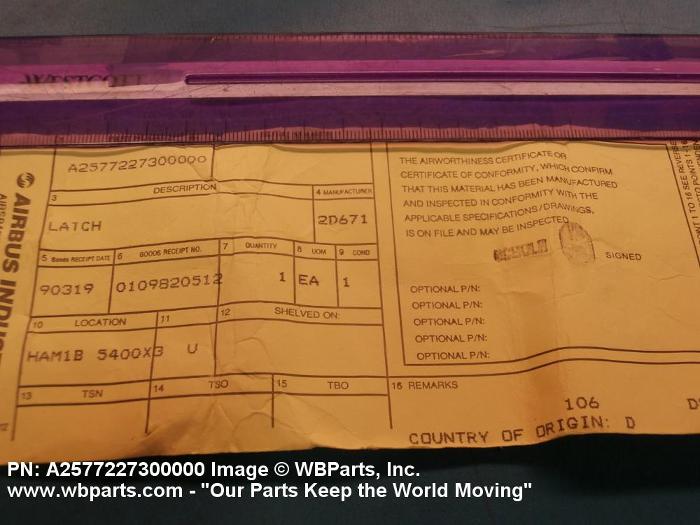 WESTCOTT
A2577227300000
3 DESCRIPTION
4 MANUFACTURER
LATCH
2D671
5 Goods RECEIPT DATE
6 GOODS RECEIPT NO.
7 QUANTITY
8 UOM
9 COND
90319
0109820512
1
EA
1
10 LOCATION
11
12 SHELVED ON:
HAM1B 5400X3 U
13 TSN
14 TSO
15 TBO
AIRBUS INDUS
THE AIRWORTHINESS CERTIFICATE OR
CERTIFICATE OF CONFORMITY, WHICH CONFIRM
THAT THIS MATERIAL HAS BEEN MANUFACTURED
AND INSPECTED IN CONFORMITY WITH THE
APPLICABLE SPECIFICATIONS/DRAWINGS,
IS ON FILE AND MAY BE INSPECTED
SIGNED
OPTIONAL P/N:
OPTIONAL P/N:
OPTIONAL P/N:
OPTIONAL P/N:
OPTIONAL P/N:
16 REMARKS
106
COUNTRY OF ORIGIN: D
PN: A2577227300000 Image © WBParts, Inc.
www.wbparts.com - "Our Parts Keep the World Moving"